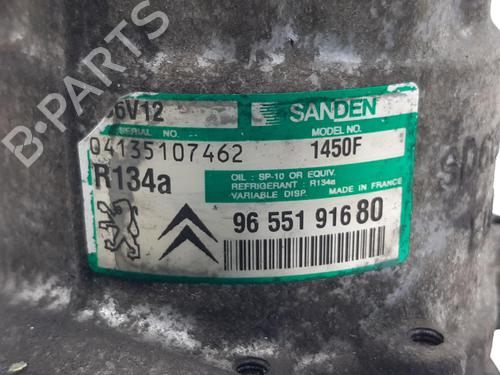 6V12
SANDEN
SERIAL NO.
MODEL NO.
04135107462
1450F
R134a
OIL : SP-10 OR EQUIV.
REFRIGERANT : R134a
VARIABLE DISP. MADE IN FRANCE
96 551 916 80
B-PARTS